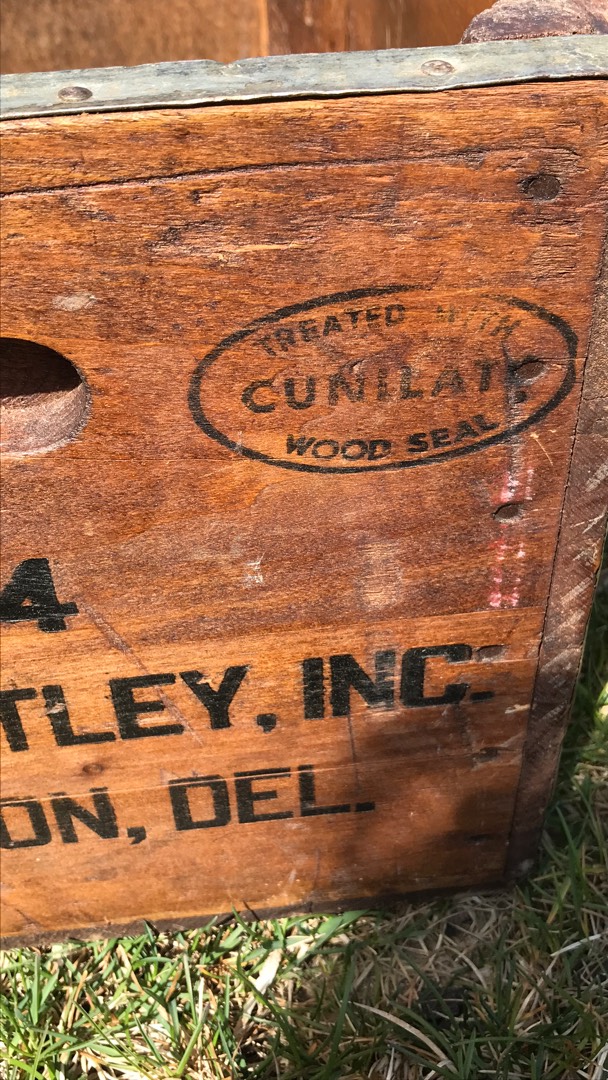 TREATED WITH
CUNILATE
WOOD SEAL
4
TLEY, INC.
ON, DEL.